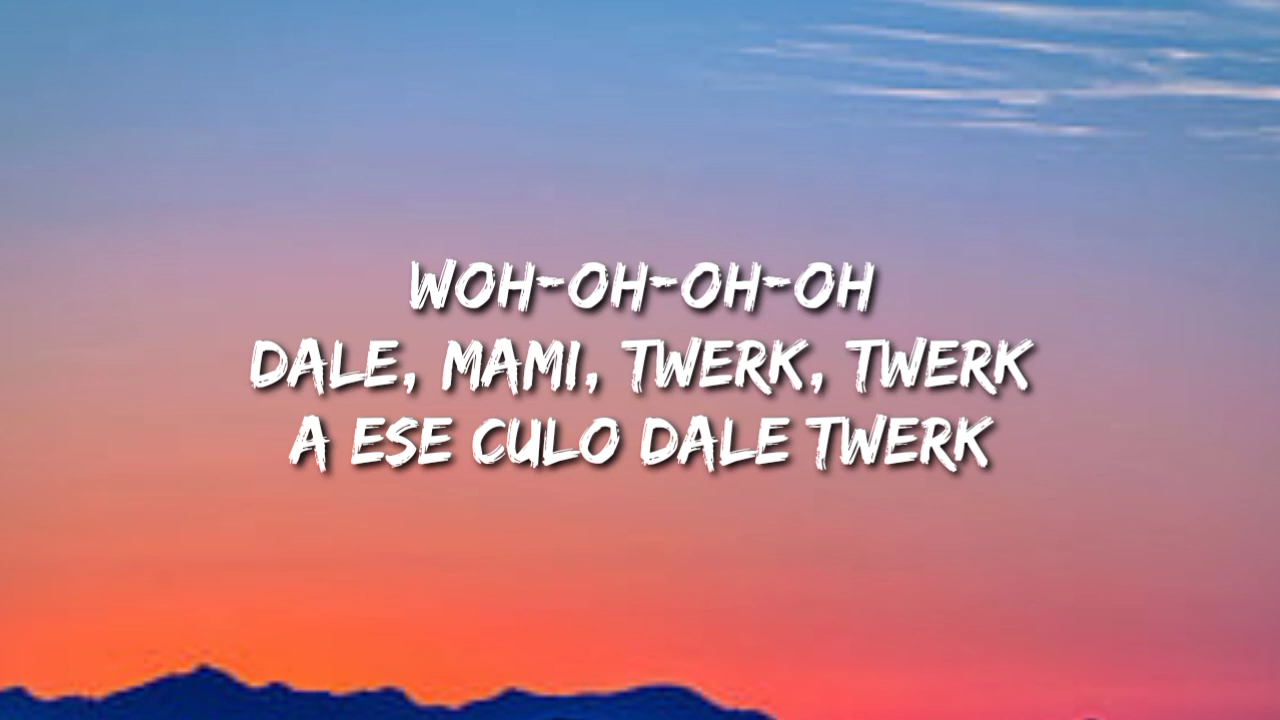 WOH-OH-OH-OH
DALE, MAMI, TWERK, TWERK
A ESE CULO DALE TWERK